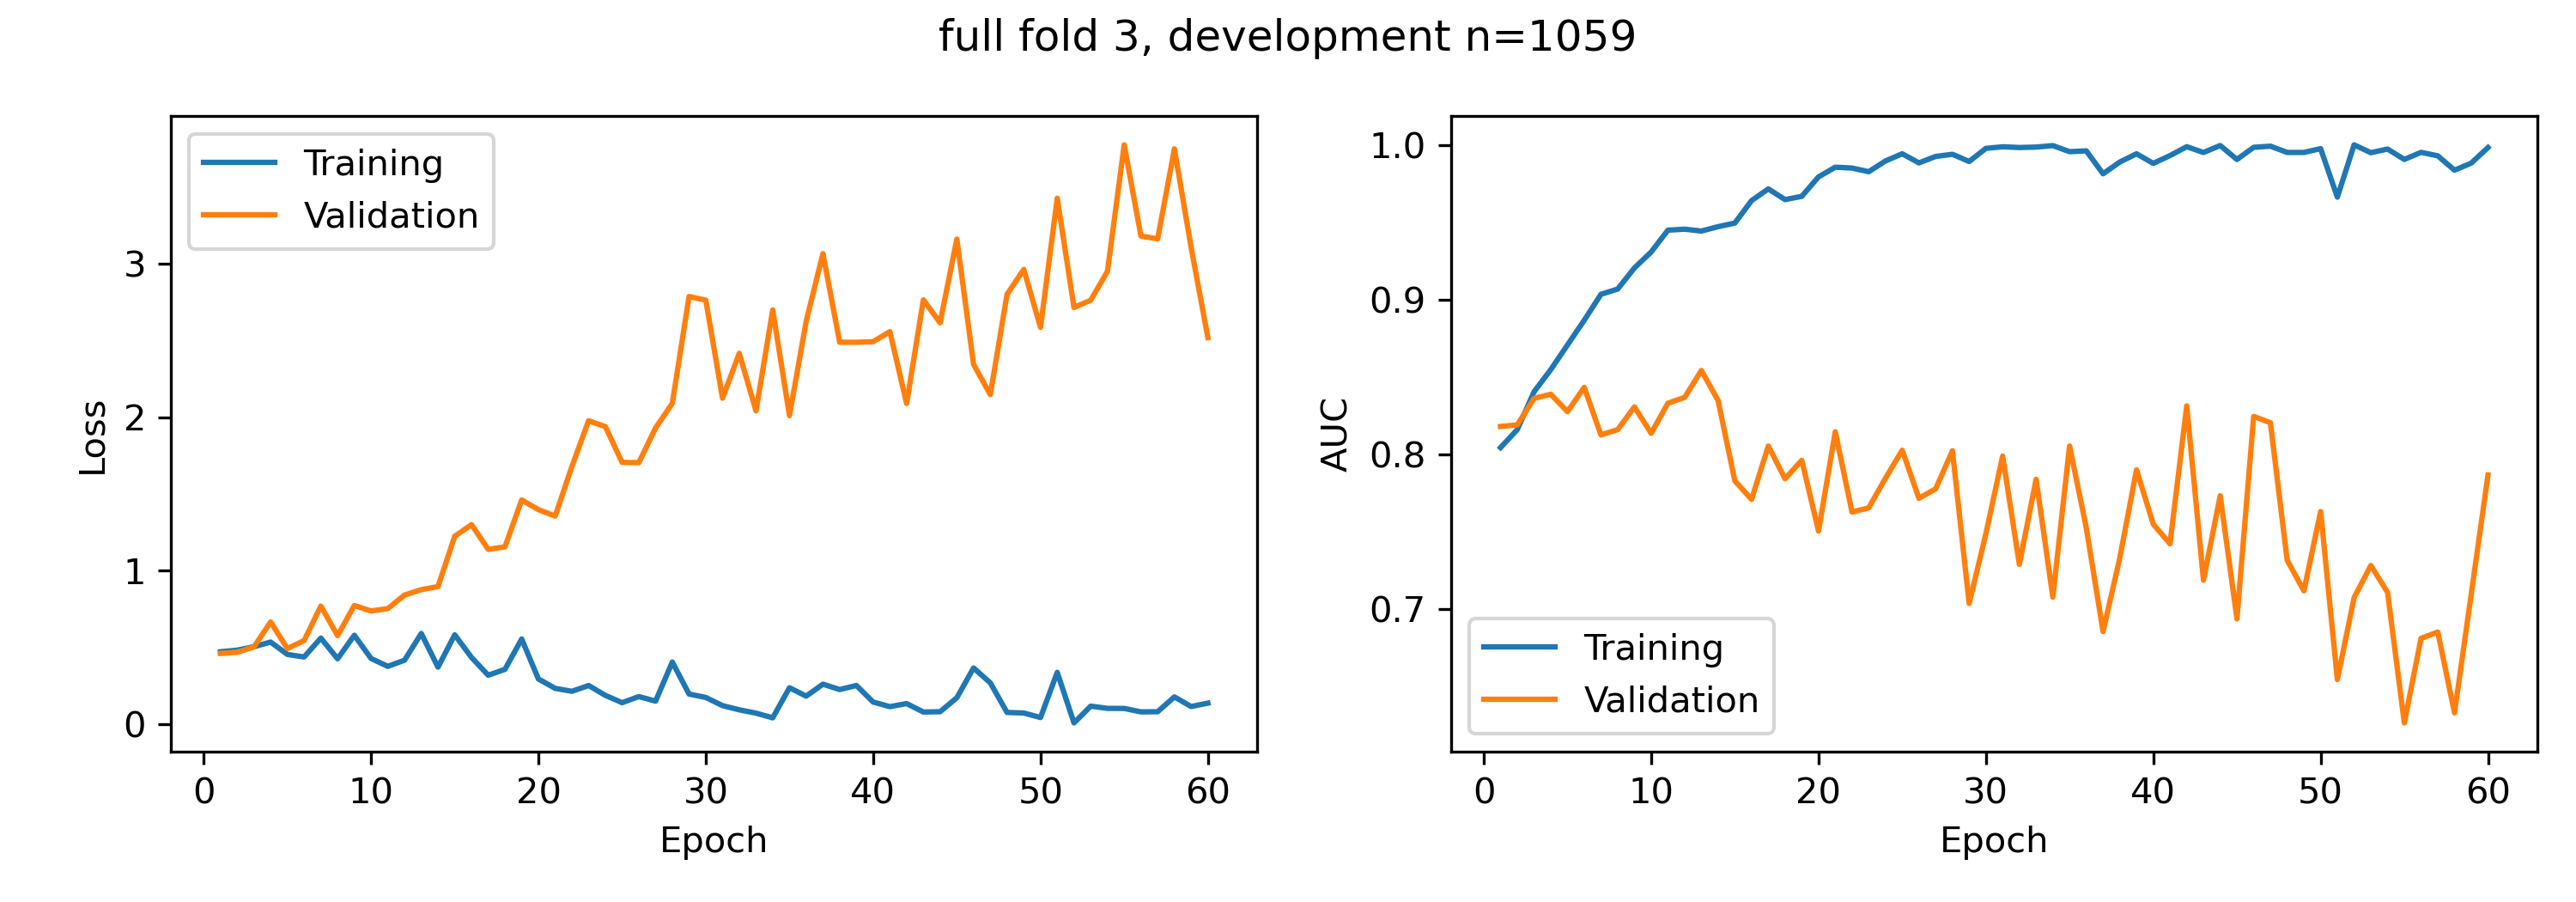 full fold 3, development n=1059
Training
Validation
3
2
1
0
Loss
0 10 20 30 40 50 60
Epoch
1.0
0.9
0.8
0.7
AUC
Training
Validation
0 10 20 30 40 50 60
Epoch